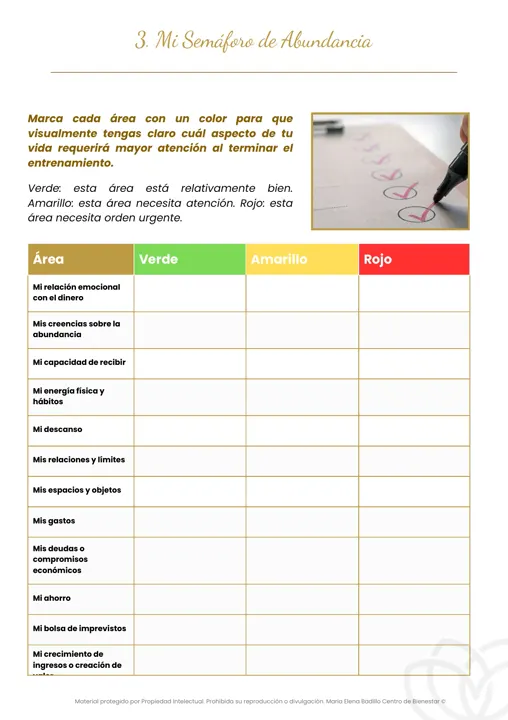 3. Mi Semáforo de Abundancia
Marca cada área con un color para que
visualmente tengas claro cuál aspecto de tu
vida requerirá mayor atención al terminar el
entrenamiento.
Verde: esta área está relativamente bien.
Amarillo: esta área necesita atención. Rojo: esta
área necesita orden urgente.
Área Verde Amarillo Rojo
Mi relación emocional
con el dinero
Mis creencias sobre la
abundancia
Mi capacidad de recibir
Mi energía física y
hábitos
Mi descanso
Mis relaciones y límites
Mis espacios y objetos
Mis gastos
Mis deudas o
compromisos
económicos
Mi ahorro
Mi bolsa de imprevistos
Mi crecimiento de
ingresos o creación de
Material protegido por Propiedad Intelectual. Prohibida su reproducción o divulgación. Maria Elena Badillo Centro de Bienestar ©